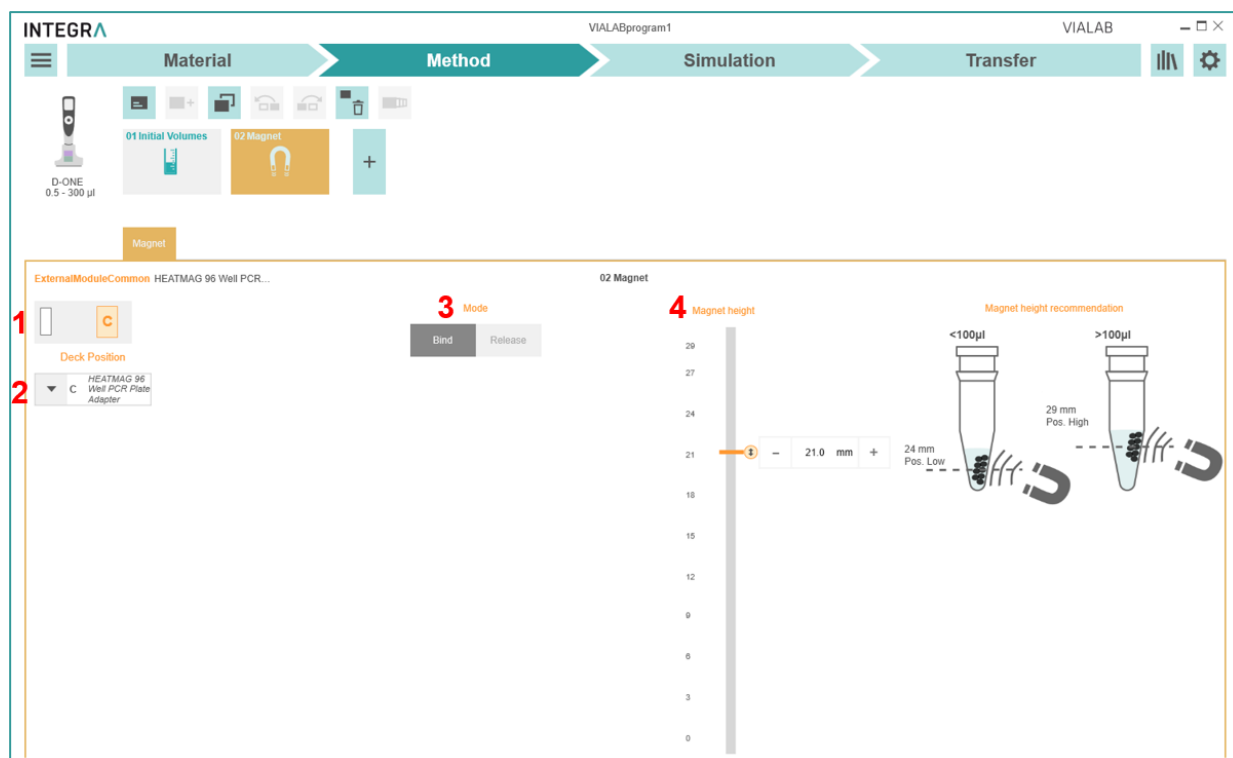 INTEGRA
VIALABprogram1
VIALAB
Material
Method
Simulation
Transfer
D-ONE
0.5 - 300 µl
01 Initial Volumes
02 Magnet
+
Magnet
ExternalModuleCommon HEATMAG 96 Well PCR...
02 Magnet
1
C
Deck Position
2
C
HEATMAG 96
Well PCR Plate
Adapter
3
Mode
Bind
Release
4
Magnet height
29
27
24
21
18
15
12
9
6
3
0
− 21.0 mm +
Magnet height recommendation
<100µl
24 mm
Pos. Low
>100µl
29 mm
Pos. High